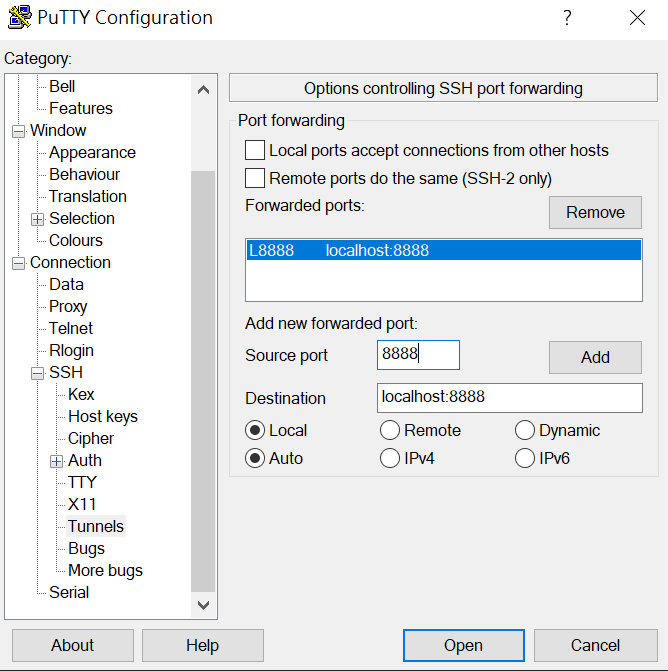 PuTTY Configuration ?
Category:
Bell
Features
Window
Appearance
Behaviour
Translation
Selection
Colours
Connection
Data
Proxy
Telnet
Rlogin
SSH
Kex
Host keys
Cipher
Auth
TTY
X11
Tunnels
Bugs
More bugs
Serial
Options controlling SSH port forwarding
Port forwarding
Local ports accept connections from other hosts
Remote ports do the same (SSH-2 only)
Forwarded ports: Remove
L8888 localhost:8888
Add new forwarded port:
Source port 8888 Add
Destination localhost:8888
Local Remote Dynamic
Auto IPv4 IPv6
About Help Open Cancel